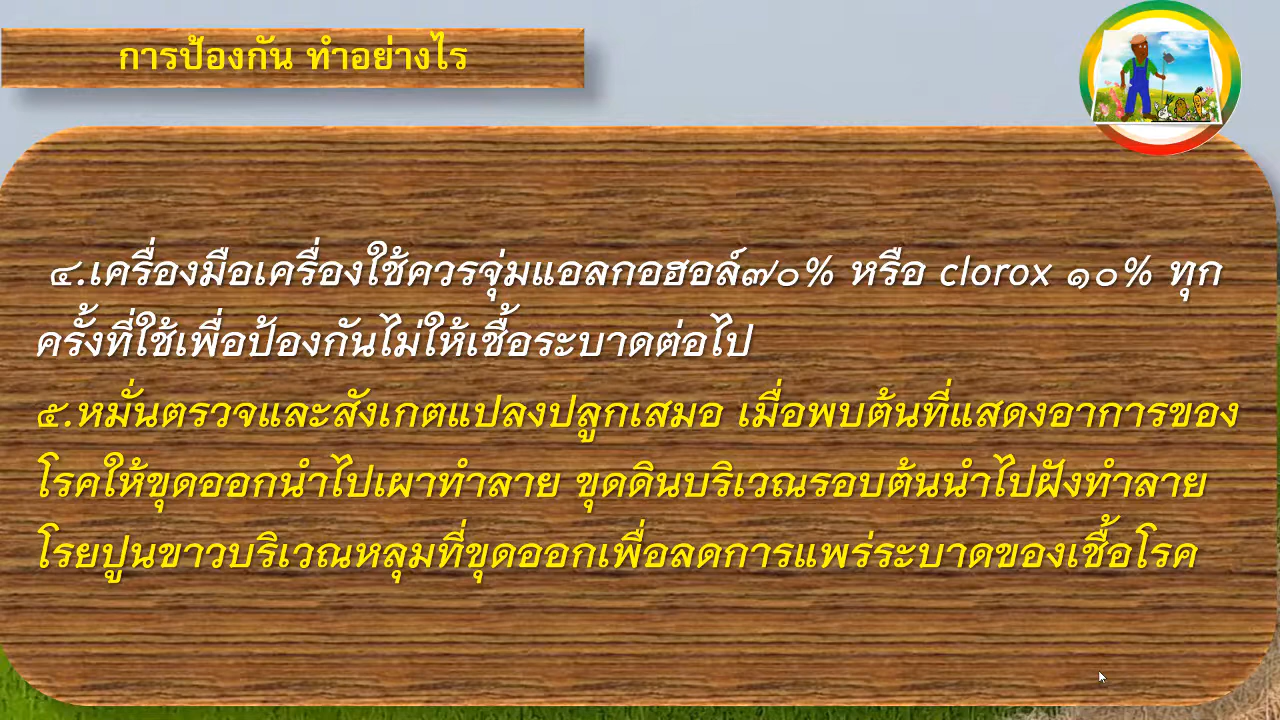 การป้องกัน ทำอย่างไร
๔.เครื่องมือเครื่องใช้ควรจุ่มแอลกอฮอล์๗๐% หรือ clorox ๑๐% ทุก
ครั้งที่ใช้เพื่อป้องกันไม่ให้เชื้อระบาดต่อไป
๕.หมั่นตรวจและสังเกตแปลงปลูกเสมอ เมื่อพบต้นที่แสดงอาการของ
โรคให้ขุดออกนำไปเผาทำลาย ขุดดินบริเวณรอบต้นนำไปฝังทำลาย
โรยปูนขาวบริเวณหลุมที่ขุดออกเพื่อลดการแพร่ระบาดของเชื้อโรค